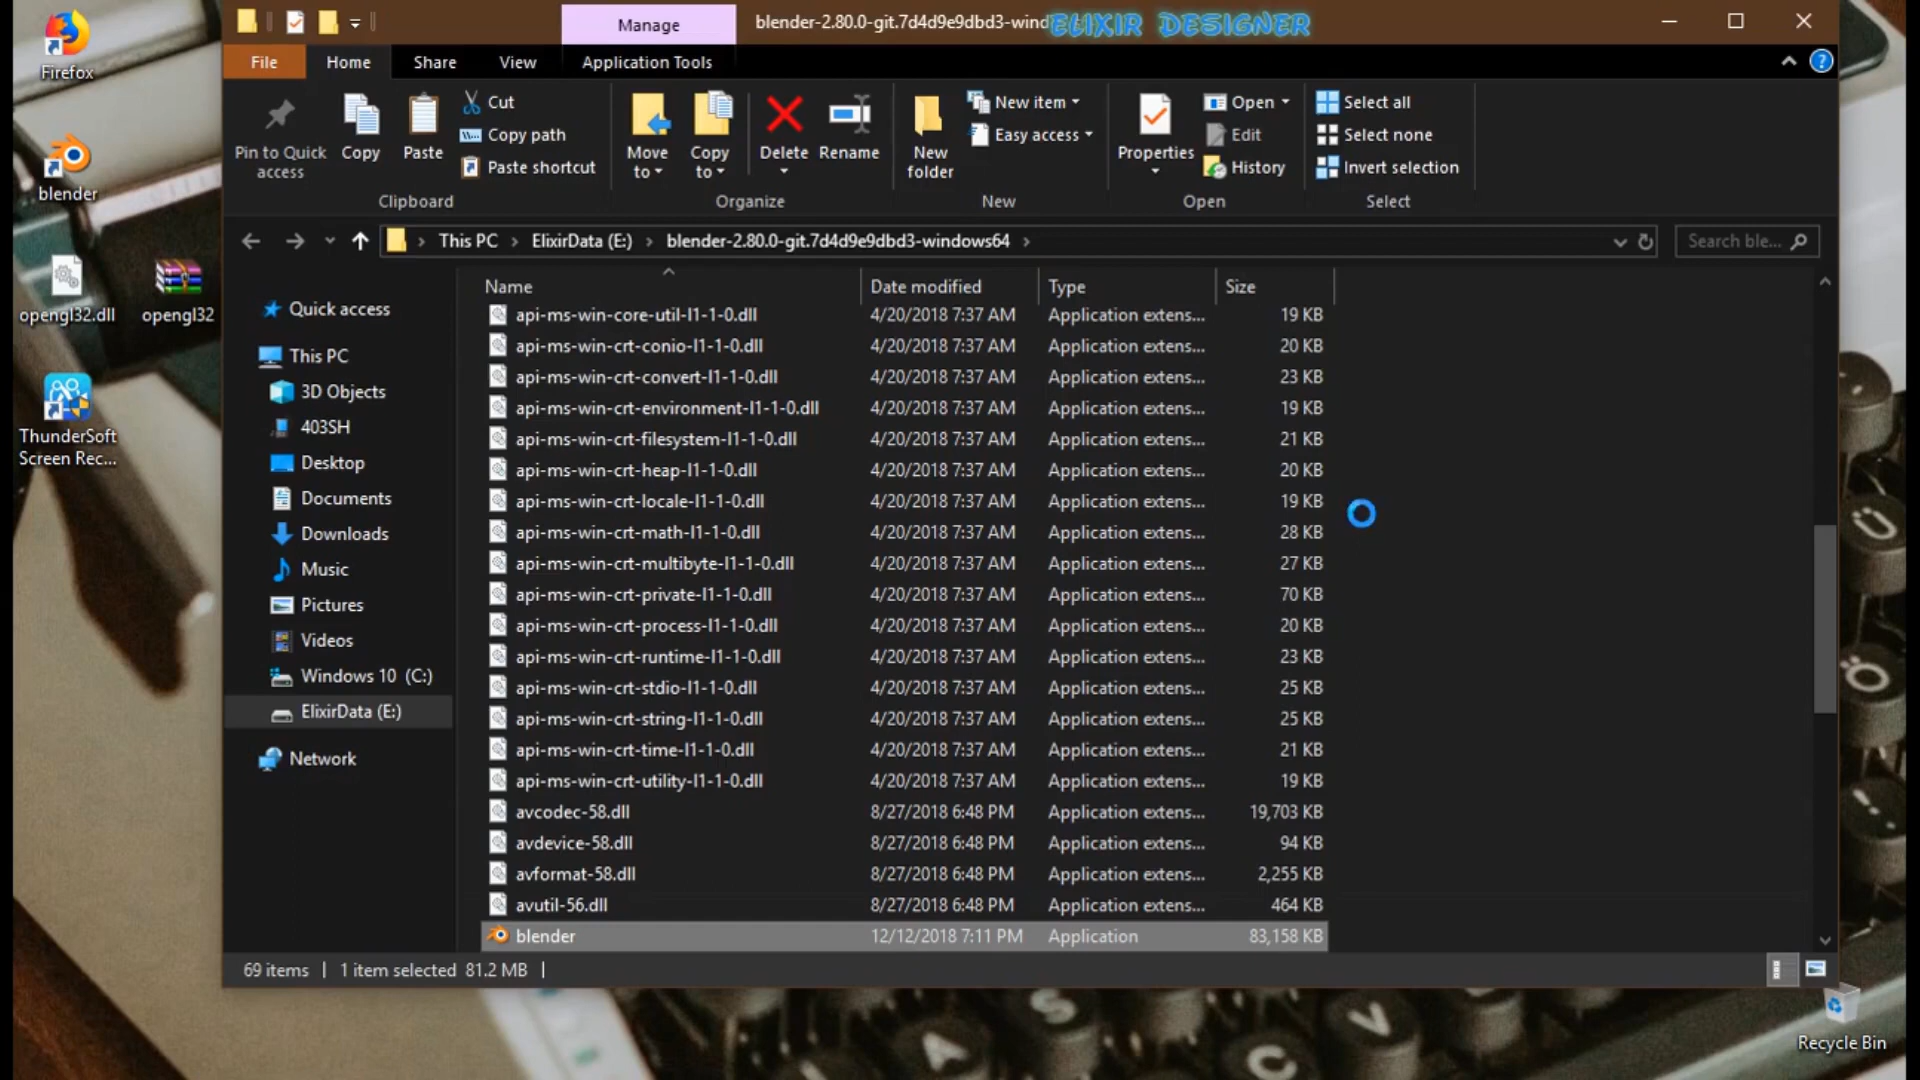 Firefox
blender
opengl32.dll
opengl32
ThunderSoft
Screen Rec...
Manage
blender-2.80.0-git.7d4d9e9dbd3-wind
ELIXIR DESIGNER
File
Home
Share
View
Application Tools
Pin to Quick
access
Copy
Paste
Cut
Copy path
Paste shortcut
Clipboard
Move
to
Copy
to
Delete
Rename
Organize
New
folder
New item
Easy access
New
Properties
Open
Edit
History
Open
Select all
Select none
Invert selection
Select
This PC
ElixirData (E:)
blender-2.80.0-git.7d4d9e9dbd3-windows64
Search ble...
Quick access
This PC
3D Objects
403SH
Desktop
Documents
Downloads
Music
Pictures
Videos
Windows 10 (C:)
ElixirData (E:)
Network
Name Date modified Type Size
api-ms-win-core-util-l1-1-0.dll 4/20/2018 7:37 AM Application extens... 19 KB
api-ms-win-crt-conio-l1-1-0.dll 4/20/2018 7:37 AM Application extens... 20 KB
api-ms-win-crt-convert-l1-1-0.dll 4/20/2018 7:37 AM Application extens... 23 KB
api-ms-win-crt-environment-l1-1-0.dll 4/20/2018 7:37 AM Application extens... 19 KB
api-ms-win-crt-filesystem-l1-1-0.dll 4/20/2018 7:37 AM Application extens... 21 KB
api-ms-win-crt-heap-l1-1-0.dll 4/20/2018 7:37 AM Application extens... 20 KB
api-ms-win-crt-locale-l1-1-0.dll 4/20/2018 7:37 AM Application extens... 19 KB
api-ms-win-crt-math-l1-1-0.dll 4/20/2018 7:37 AM Application extens... 28 KB
api-ms-win-crt-multibyte-l1-1-0.dll 4/20/2018 7:37 AM Application extens... 27 KB
api-ms-win-crt-private-l1-1-0.dll 4/20/2018 7:37 AM Application extens... 70 KB
api-ms-win-crt-process-l1-1-0.dll 4/20/2018 7:37 AM Application extens... 20 KB
api-ms-win-crt-runtime-l1-1-0.dll 4/20/2018 7:37 AM Application extens... 23 KB
api-ms-win-crt-stdio-l1-1-0.dll 4/20/2018 7:37 AM Application extens... 25 KB
api-ms-win-crt-string-l1-1-0.dll 4/20/2018 7:37 AM Application extens... 25 KB
api-ms-win-crt-time-l1-1-0.dll 4/20/2018 7:37 AM Application extens... 21 KB
api-ms-win-crt-utility-l1-1-0.dll 4/20/2018 7:37 AM Application extens... 19 KB
avcodec-58.dll 8/27/2018 6:48 PM Application extens... 19,703 KB
avdevice-58.dll 8/27/2018 6:48 PM Application extens... 94 KB
avformat-58.dll 8/27/2018 6:48 PM Application extens... 2,255 KB
avutil-56.dll 8/27/2018 6:48 PM Application extens... 464 KB
blender 12/12/2018 7:11 PM Application 83,158 KB
69 items 1 item selected 81.2 MB
Ü
Ö
A
S
C
V
Recycle Bin